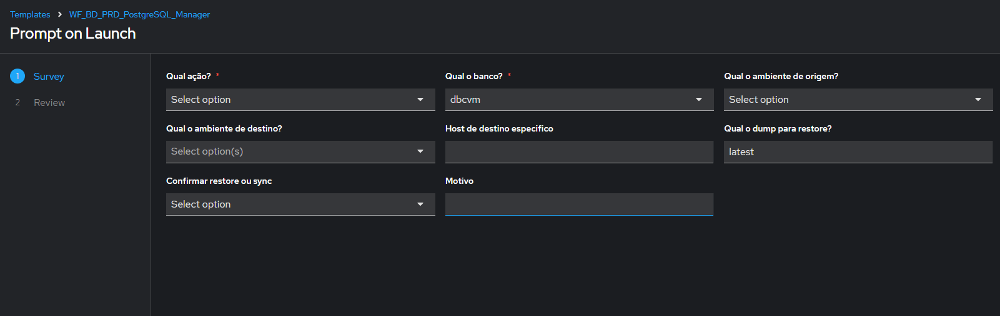 Templates > WF_BD_PRD_PostgreSQL_Manager
Prompt on Launch
1 Survey
2 Review
Qual ação? *
Select option
Qual o banco? *
dbcvm
Qual o ambiente de origem?
Select option
Qual o ambiente de destino?
Select option(s)
Host de destino especifico
Qual o dump para restore?
latest
Confirmar restore ou sync
Select option
Motivo